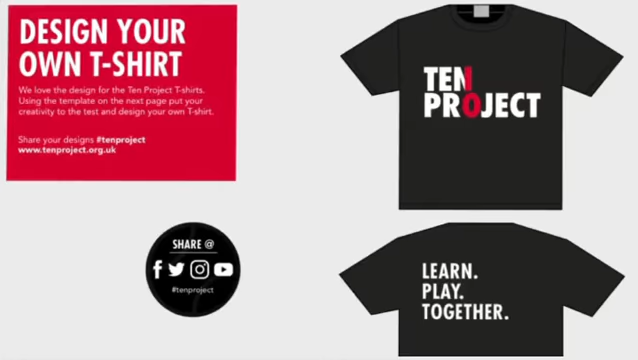 DESIGN YOUR
OWN T-SHIRT
We love the design for the Ten Project T-shirts.
Using the template on the next page put your
creativity to the test and design your own T-shirt.
Share your designs #tenproject
www.tenproject.org.uk
TEN
PROJECT
SHARE @
#tenproject
LEARN.
PLAY.
TOGETHER.